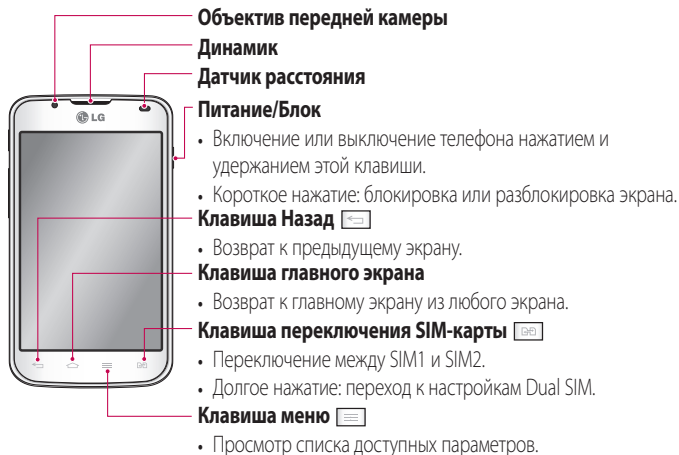 Объектив передней камеры
Динамик
Датчик расстояния
Питание/Блок
• Включение или выключение телефона нажатием и
удержанием этой клавиши.
• Короткое нажатие: блокировка или разблокировка экрана.
Клавиша Назад
• Возврат к предыдущему экрану.
Клавиша главного экрана
• Возврат к главному экрану из любого экрана.
Клавиша переключения SIM-карты
• Переключение между SIM1 и SIM2.
• Долгое нажатие: переход к настройкам Dual SIM.
Клавиша меню
• Просмотр списка доступных параметров.
LG